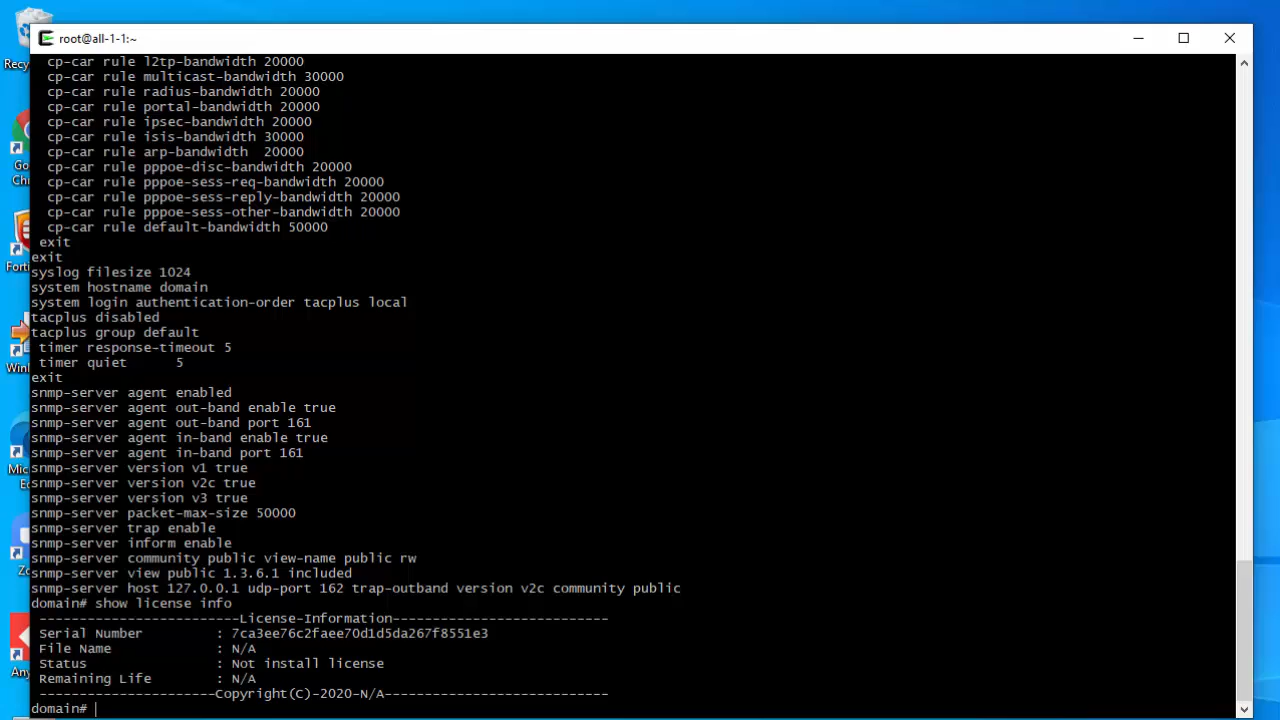 root@all-1-1:~
cp-car rule l2tp-bandwidth 20000
cp-car rule multicast-bandwidth 30000
cp-car rule radius-bandwidth 20000
cp-car rule portal-bandwidth 20000
cp-car rule ipsec-bandwidth 20000
cp-car rule isis-bandwidth 30000
cp-car rule arp-bandwidth  20000
cp-car rule pppoe-disc-bandwidth 20000
cp-car rule pppoe-sess-req-bandwidth 20000
cp-car rule pppoe-sess-reply-bandwidth 20000
cp-car rule pppoe-sess-other-bandwidth 20000
cp-car rule default-bandwidth 50000
exit
exit
syslog filesize 1024
system hostname domain
system login authentication-order tacplus local
tacplus disabled
tacplus group default
timer response-timeout 5
timer quiet      5
exit
snmp-server agent enabled
snmp-server agent out-band enable true
snmp-server agent out-band port 161
snmp-server agent in-band enable true
snmp-server agent in-band port 161
snmp-server version v1 true
snmp-server version v2c true
snmp-server version v3 true
snmp-server packet-max-size 50000
snmp-server trap enable
snmp-server inform enable
snmp-server community public view-name public rw
snmp-server view public 1.3.6.1 included
snmp-server host 127.0.0.1 udp-port 162 trap-outband version v2c community public
domain# show license info
-------------------------License-Information---------------------------
Serial Number         : 7ca3ee76c2faee70d1d5da267f8551e3
File Name             : N/A
Status                : Not install license
Remaining Life        : N/A
----------------------Copyright(C)-2020-N/A----------------------------
domain#
Recy
Go
Ch
Forti
Win
Mic
E
Z
Any